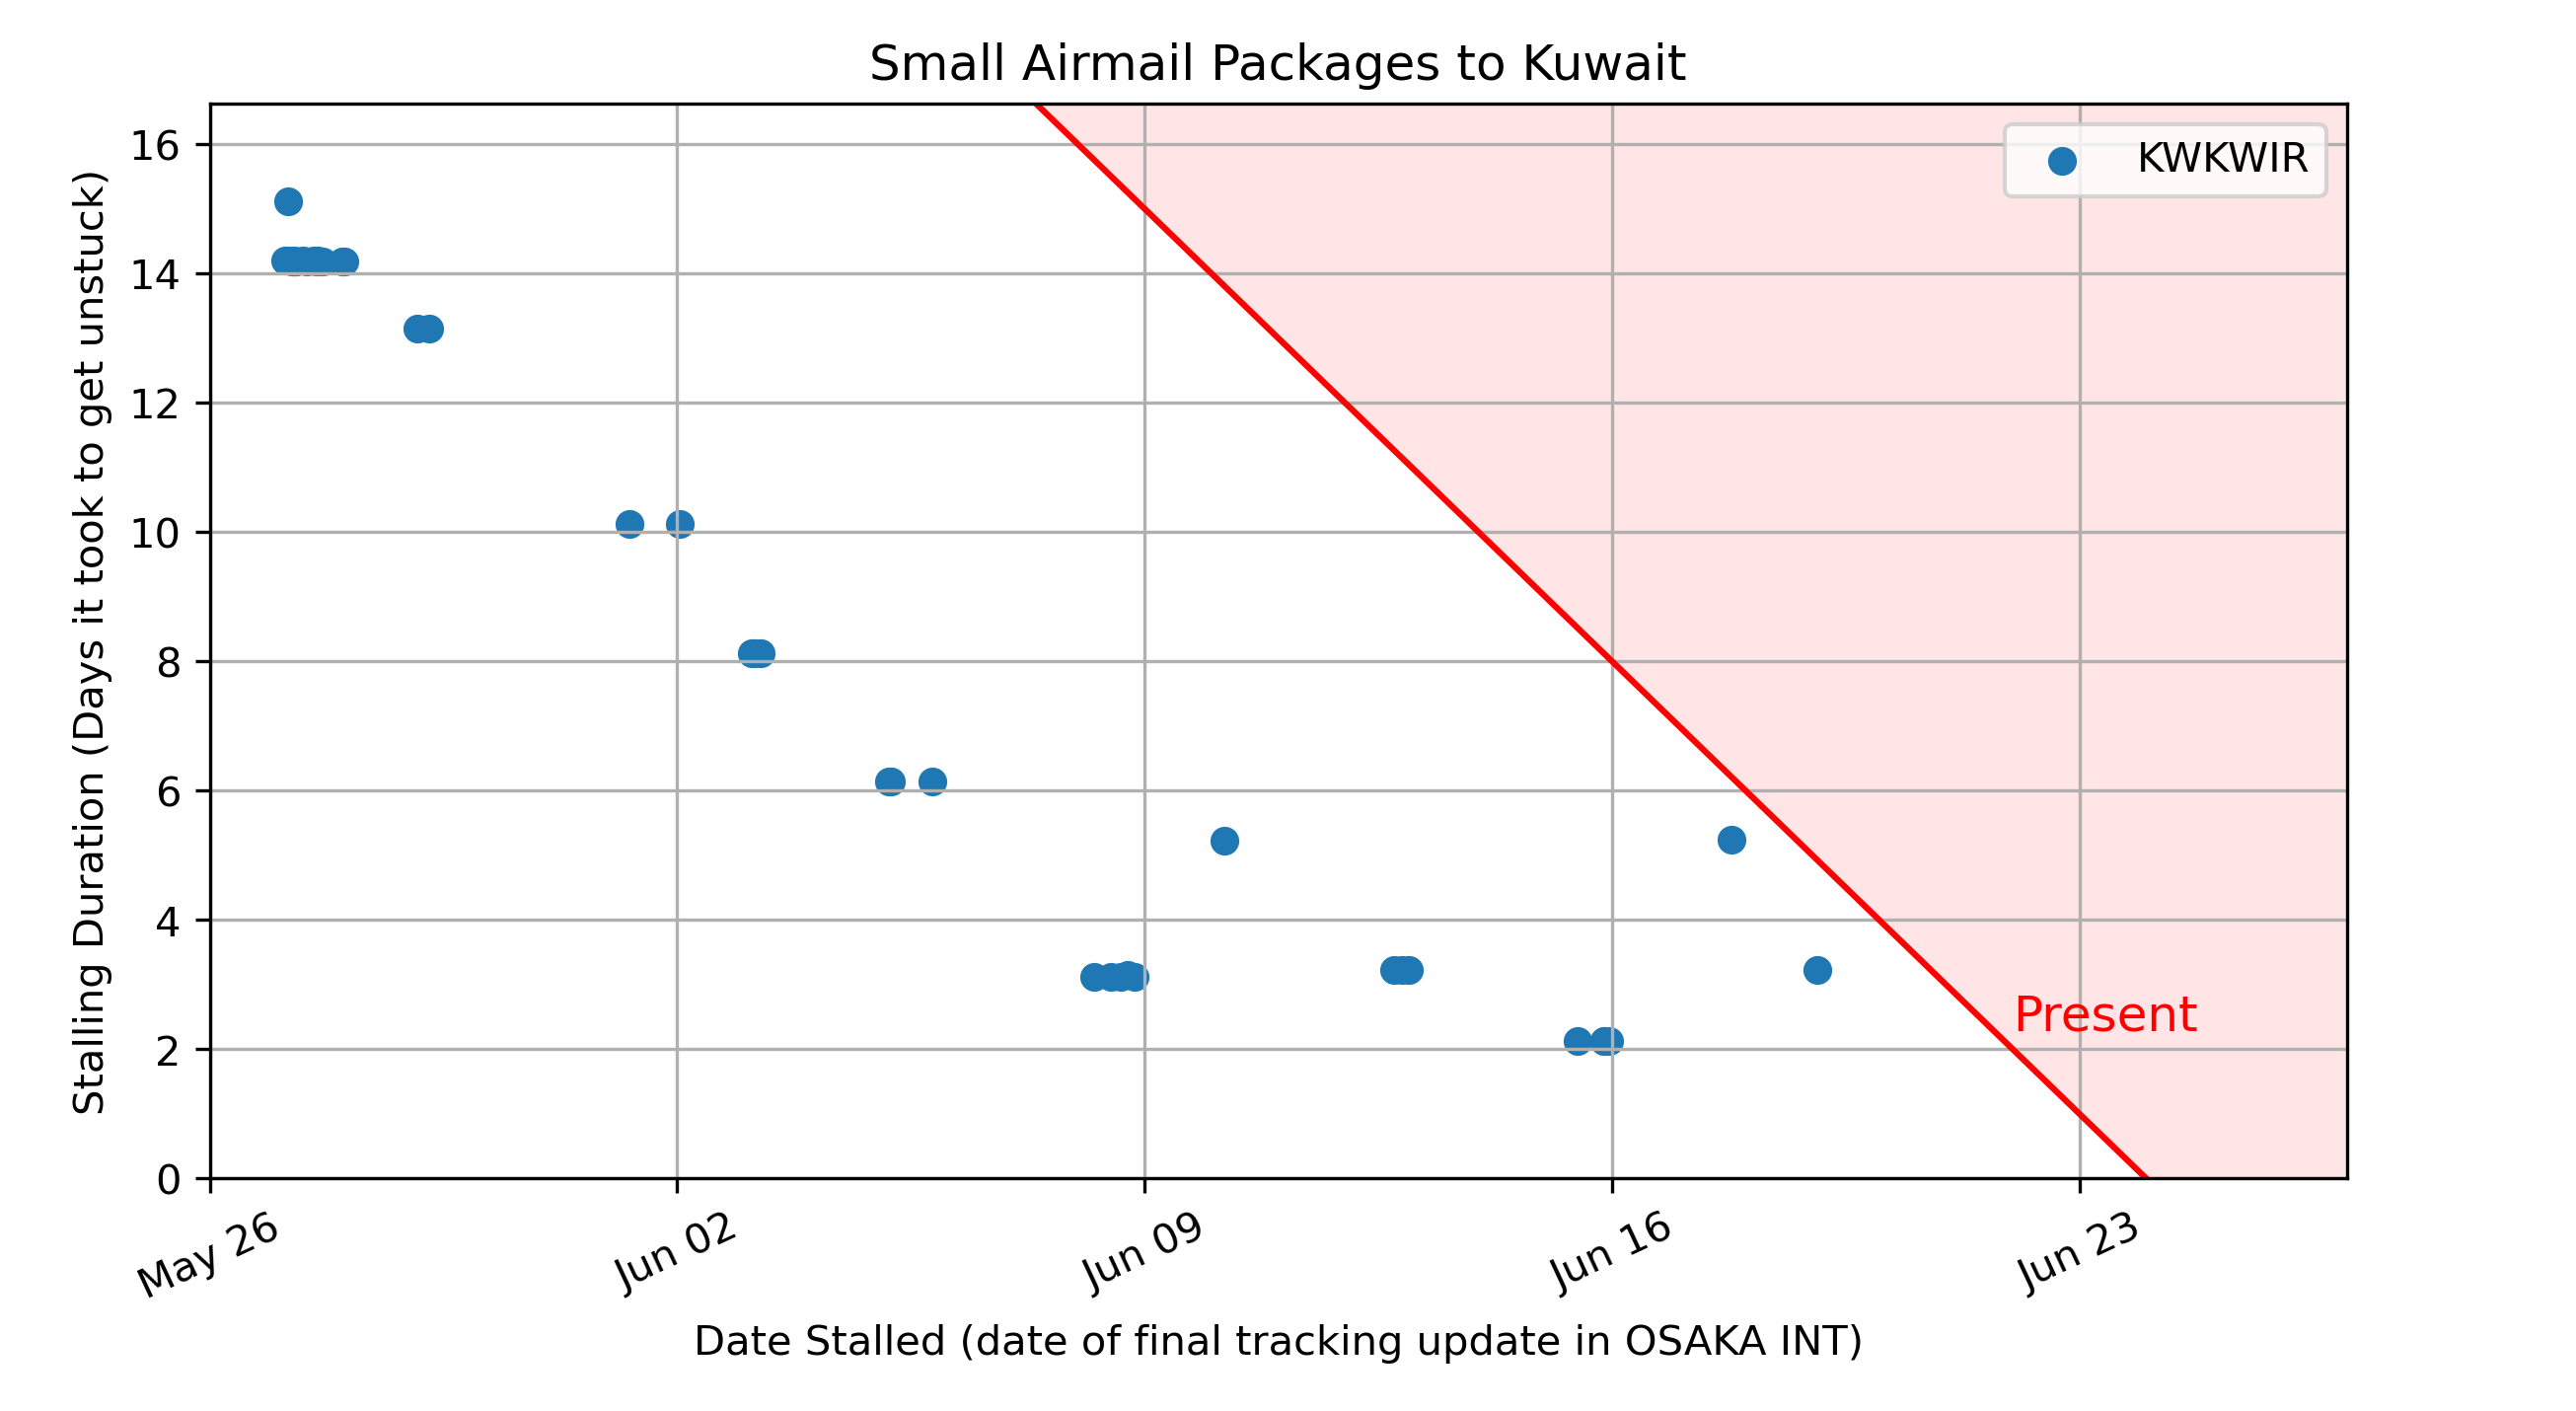 Small Airmail Packages to Kuwait
KWKWIR
Stalling Duration (Days it took to get unstuck)
16
14
12
10
8
6
4
2
0
Present
May 26
Jun 02
Jun 09
Jun 16
Jun 23
Date Stalled (date of final tracking update in OSAKA INT)